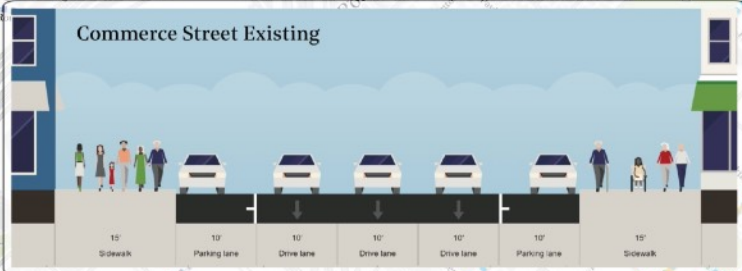 Commerce Street Existing
15' 10' 10' 10' 10' 10' 15'
Sidewalk Parking lane Drive lane Drive lane Drive lane Parking lane Sidewalk